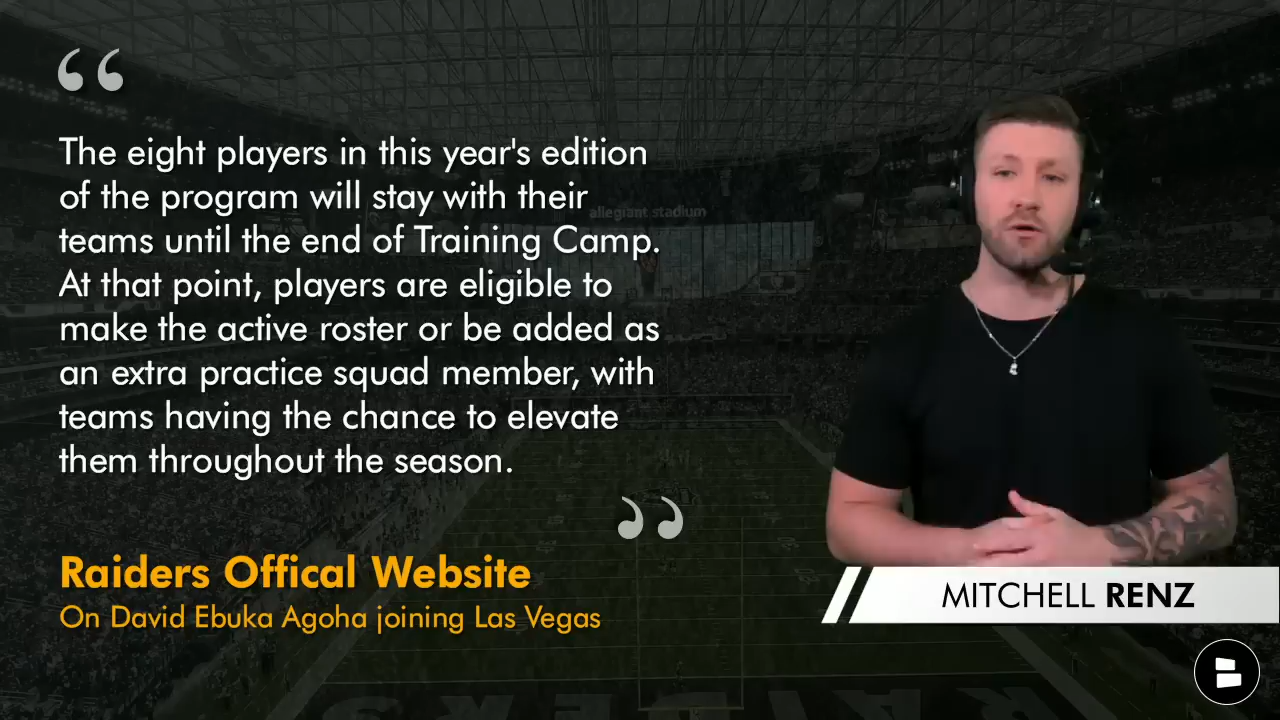 “
The eight players in this year's edition
of the program will stay with their
teams until the end of Training Camp.
At that point, players are eligible to
make the active roster or be added as
an extra practice squad member, with
teams having the chance to elevate
them throughout the season.
”
Raiders Offical Website
On David Ebuka Agoha joining Las Vegas
allegiant stadium
MITCHELL RENZ
RAIDERS